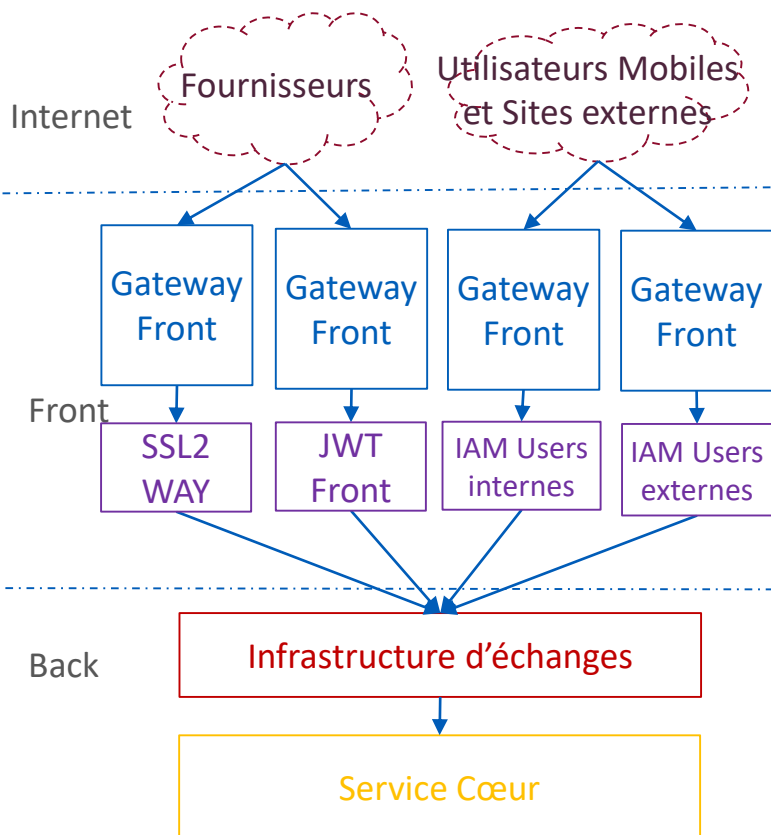 Fournisseurs
Utilisateurs Mobiles
et Sites externes
Internet
Gateway
Front
Gateway
Front
Gateway
Front
Gateway
Front
Front
SSL2
WAY
JWT
Front
IAM Users
internes
IAM Users
externes
Back
Infrastructure d’échanges
Service Cœur